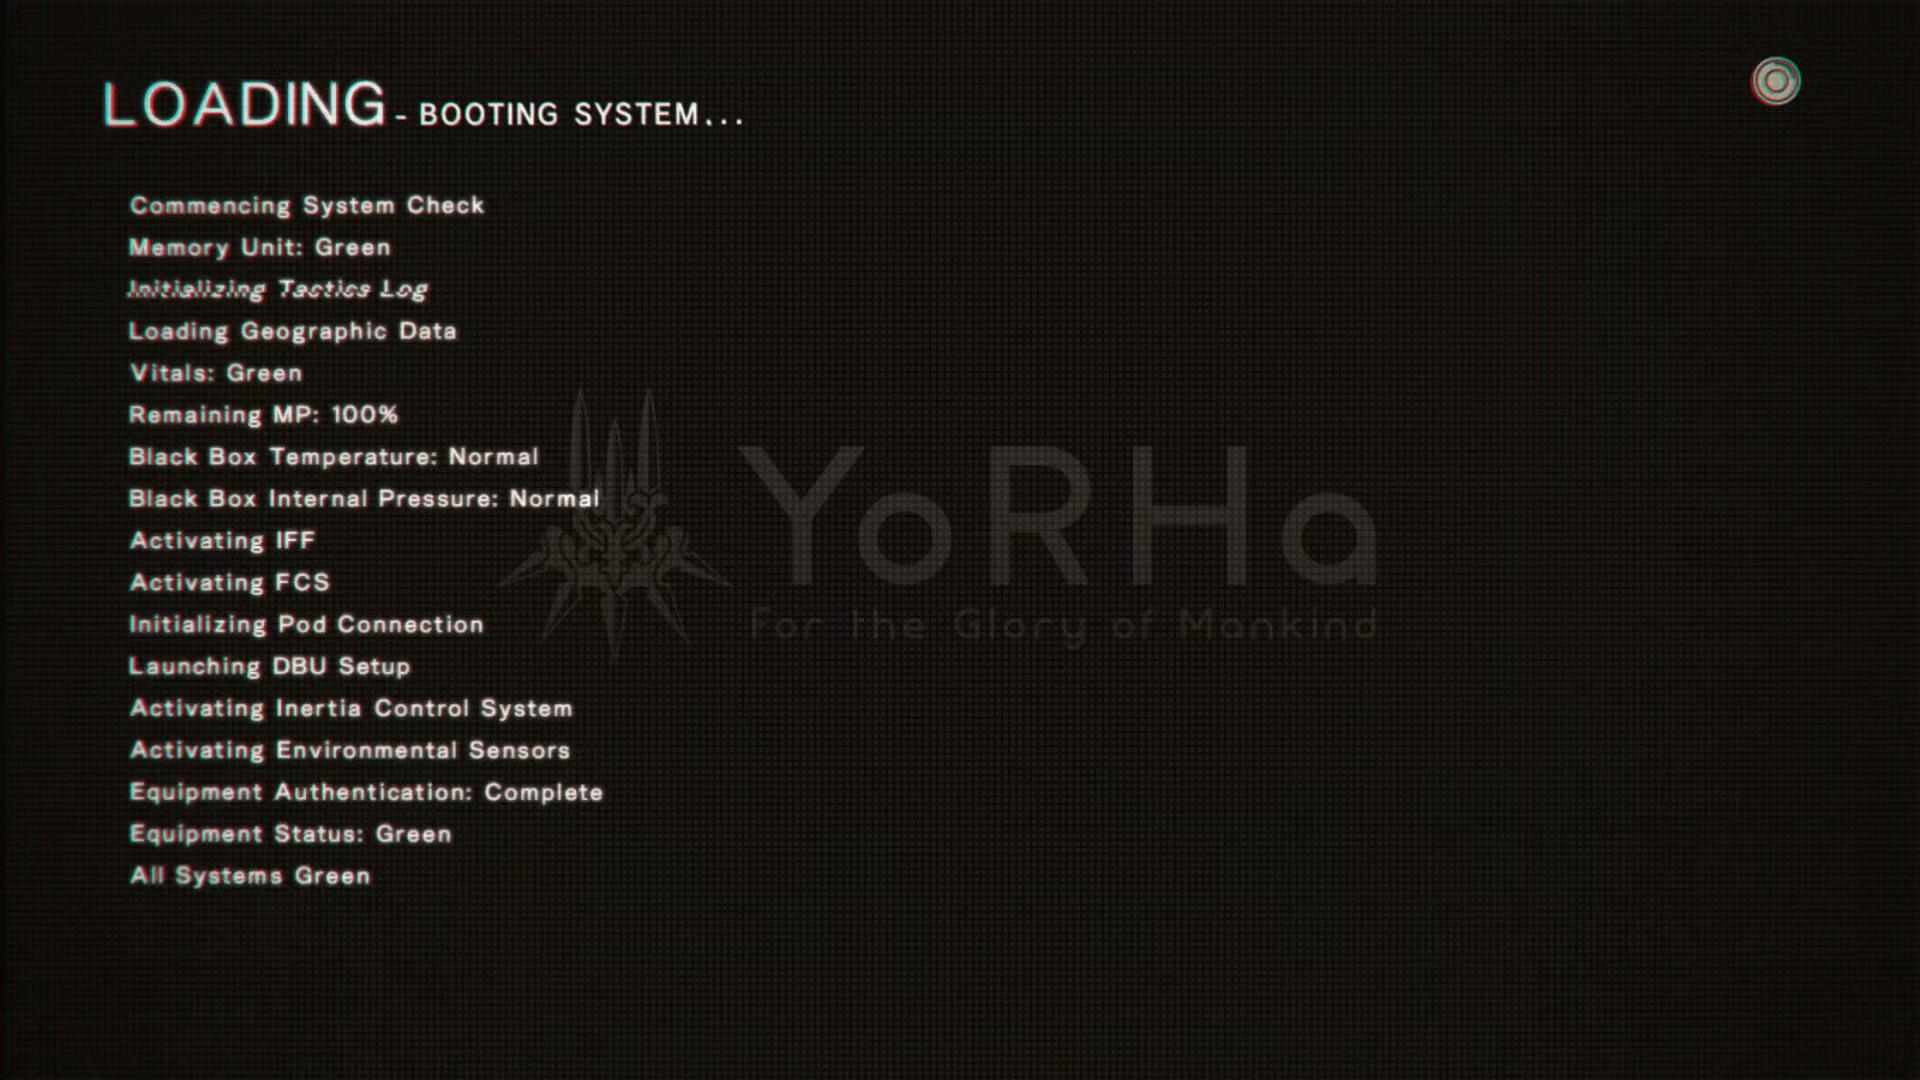 LOADING - BOOTING SYSTEM...
Commencing System Check
Memory Unit: Green
Initializing Tactics Log
Loading Geographic Data
Vitals: Green
Remaining MP: 100%
Black Box Temperature: Normal
Black Box Internal Pressure: Normal
Activating IFF
Activating FCS
Initializing Pod Connection
Launching DBU Setup
Activating Inertia Control System
Activating Environmental Sensors
Equipment Authentication: Complete
Equipment Status: Green
All Systems Green
YoRHa
For the Glory of Mankind